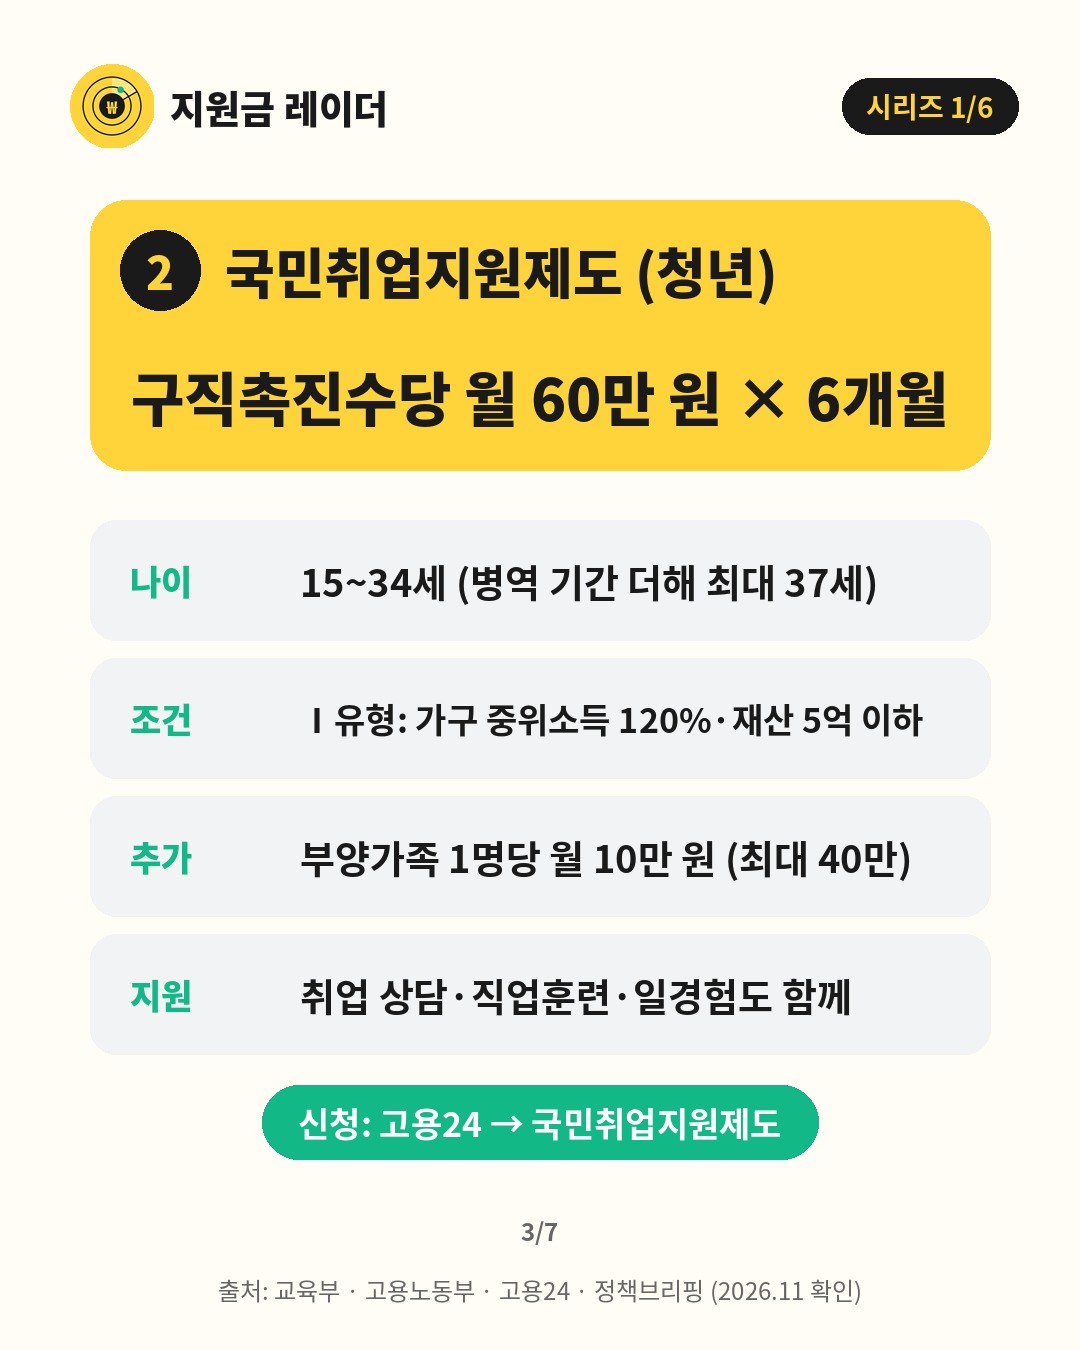 ₩
지원금 레이더
시리즈 1/6
2 국민취업지원제도 (청년)
구직촉진수당 월 60만 원 × 6개월
나이 15~34세 (병역 기간 더해 최대 37세)
조건 Ⅰ유형: 가구 중위소득 120%·재산 5억 이하
추가 부양가족 1명당 월 10만 원 (최대 40만)
지원 취업 상담·직업훈련·일경험도 함께
신청: 고용24 → 국민취업지원제도
3/7
출처: 교육부 · 고용노동부 · 고용24 · 정책브리핑 (2026.11 확인)